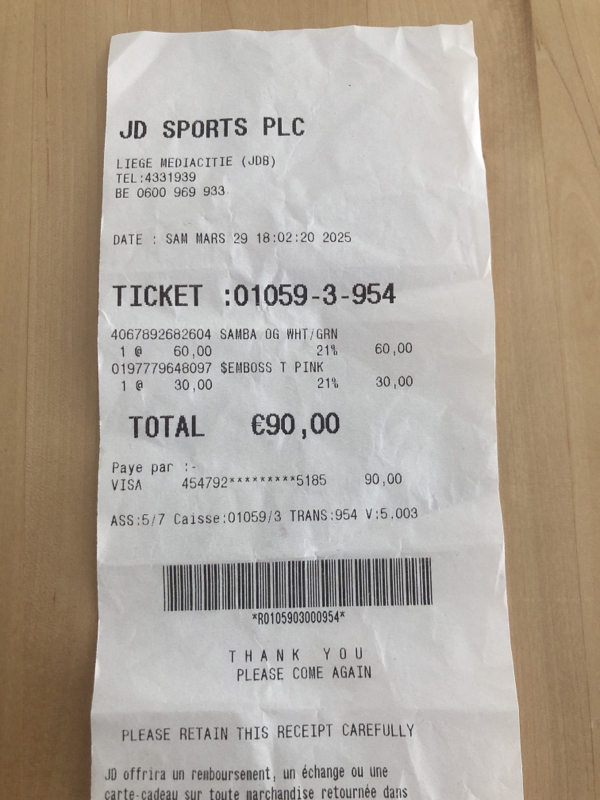 JD SPORTS PLC
LIEGE MEDIACITIE (JDB)
TEL:4331939
BE 0600 969 933
DATE : SAM MARS 29 18:02:20 2025
TICKET :01059-3-954
4067892682604 SAMBA OG WHT/GRN
1 @ 60,00 21% 60,00
0197779648097 $EMBOSS T PINK
1 @ 30,00 21% 30,00
TOTAL €90,00
Paye par :-
VISA 454792*********5185 90,00
ASS:5/7 Caisse:01059/3 TRANS:954 V:5.003
*R0105903000954*
THANK YOU
PLEASE COME AGAIN
PLEASE RETAIN THIS RECEIPT CAREFULLY
JD offrira un remboursement, un échange ou une
carte-cadeau sur toute marchandise retournée dans